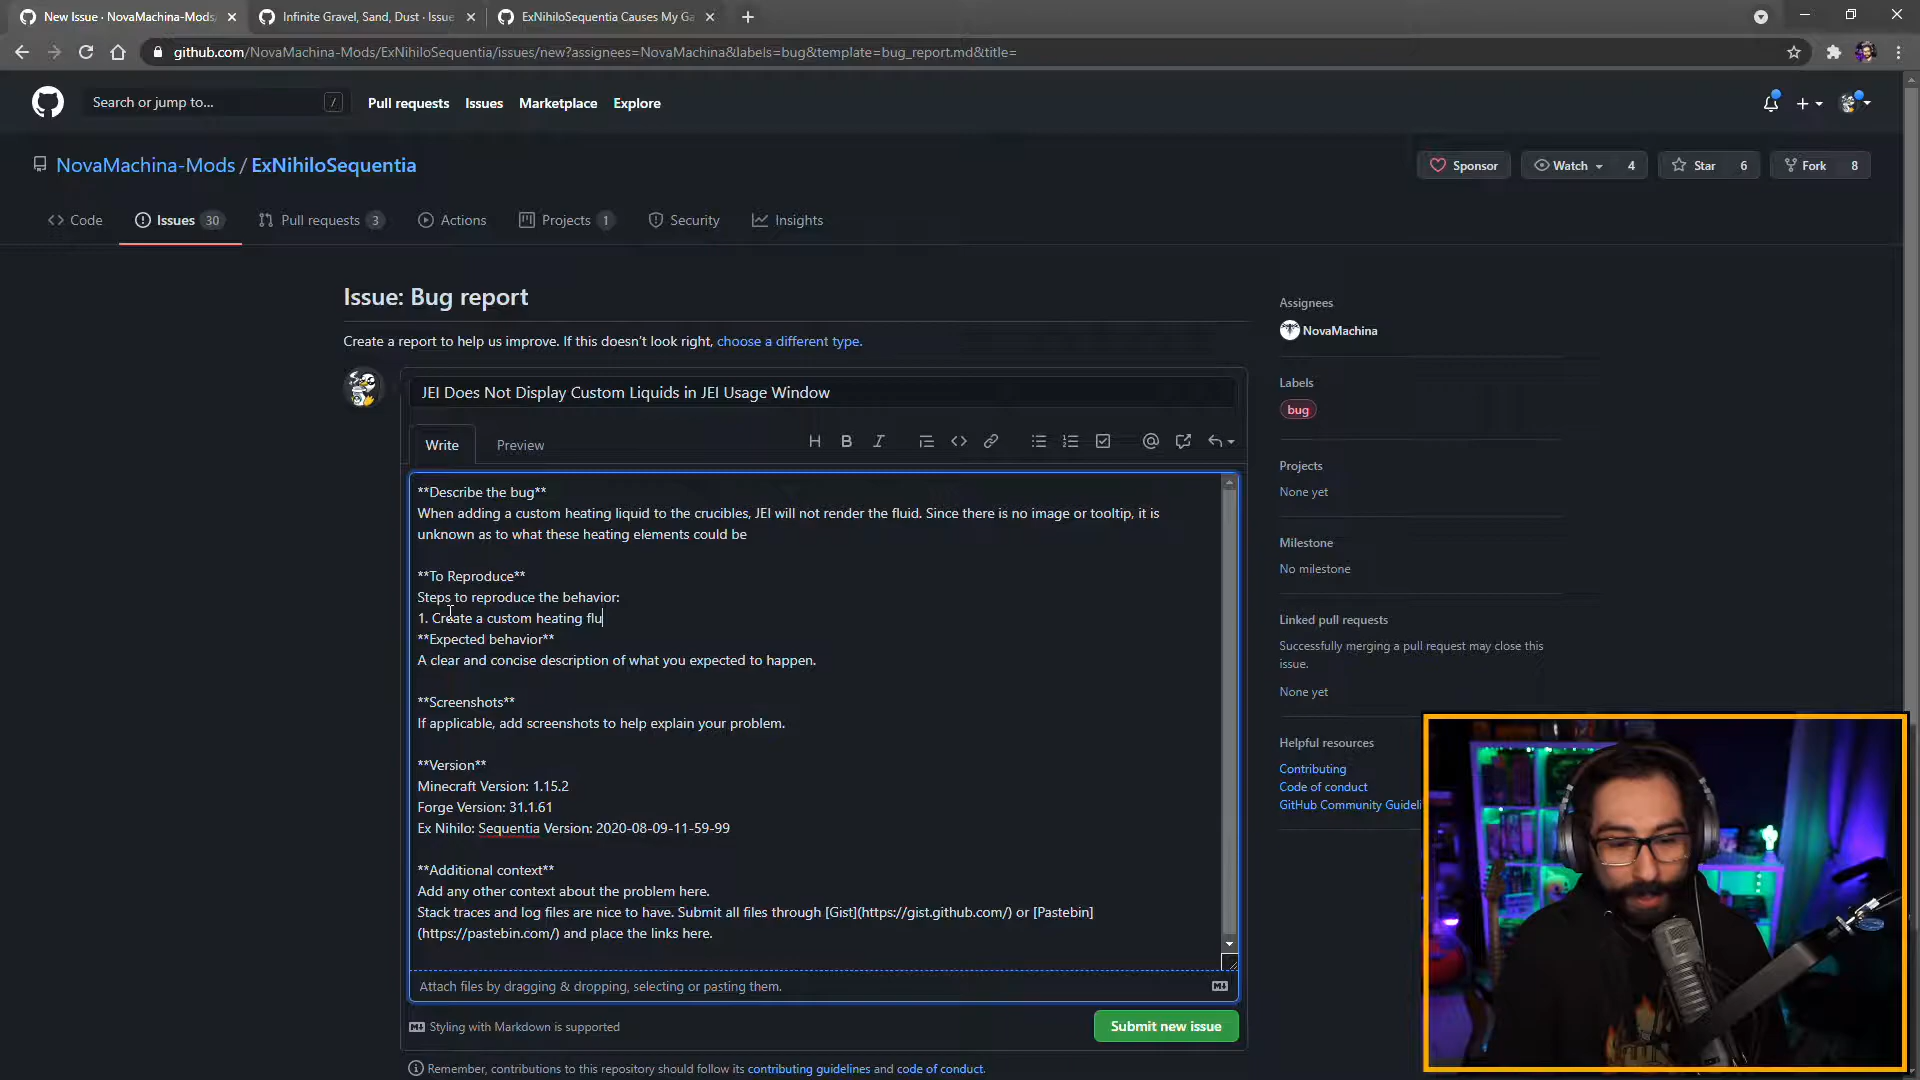 New Issue · NovaMachina-Mods/
Infinite Gravel, Sand, Dust · Issue
ExNihiloSequentia Causes My Ga
github.com/NovaMachina-Mods/ExNihiloSequentia/issues/new?assignees=NovaMachina&labels=bug&template=bug_report.md&title=
Search or jump to... /
Pull requests Issues Marketplace Explore
NovaMachina-Mods / ExNihiloSequentia
Sponsor Watch 4 Star 6 Fork 8
Code Issues 30 Pull requests 3 Actions Projects 1 Security Insights
Issue: Bug report
Create a report to help us improve. If this doesn't look right, choose a different type.
JEI Does Not Display Custom Liquids in JEI Usage Window
Write Preview
**Describe the bug**
When adding a custom heating liquid to the crucibles, JEI will not render the fluid. Since there is no image or tooltip, it is
unknown as to what these heating elements could be
**To Reproduce**
Steps to reproduce the behavior:
1. Create a custom heating flu
**Expected behavior**
A clear and concise description of what you expected to happen.
**Screenshots**
If applicable, add screenshots to help explain your problem.
**Version**
Minecraft Version: 1.15.2
Forge Version: 31.1.61
Ex Nihilo: Sequentia Version: 2020-08-09-11-59-99
**Additional context**
Add any other context about the problem here.
Stack traces and log files are nice to have. Submit all files through [Gist](https://gist.github.com/) or [Pastebin]
(https://pastebin.com/) and place the links here.
Attach files by dragging & dropping, selecting or pasting them.
Styling with Markdown is supported
Submit new issue
Remember, contributions to this repository should follow its contributing guidelines and code of conduct.
Assignees
NovaMachina
Labels
bug
Projects
None yet
Milestone
No milestone
Linked pull requests
Successfully merging a pull request may close this
issue.
None yet
Helpful resources
Contributing
Code of conduct
GitHub Community Guideli